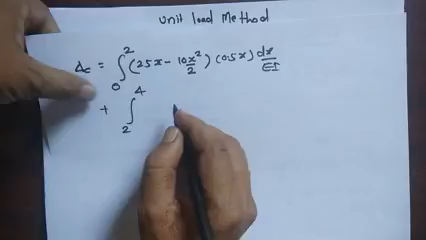 unit load Method
Δc = ∫₀² (25x - 10x²/2) (0.5x) dx/EI
+ ∫₂⁴